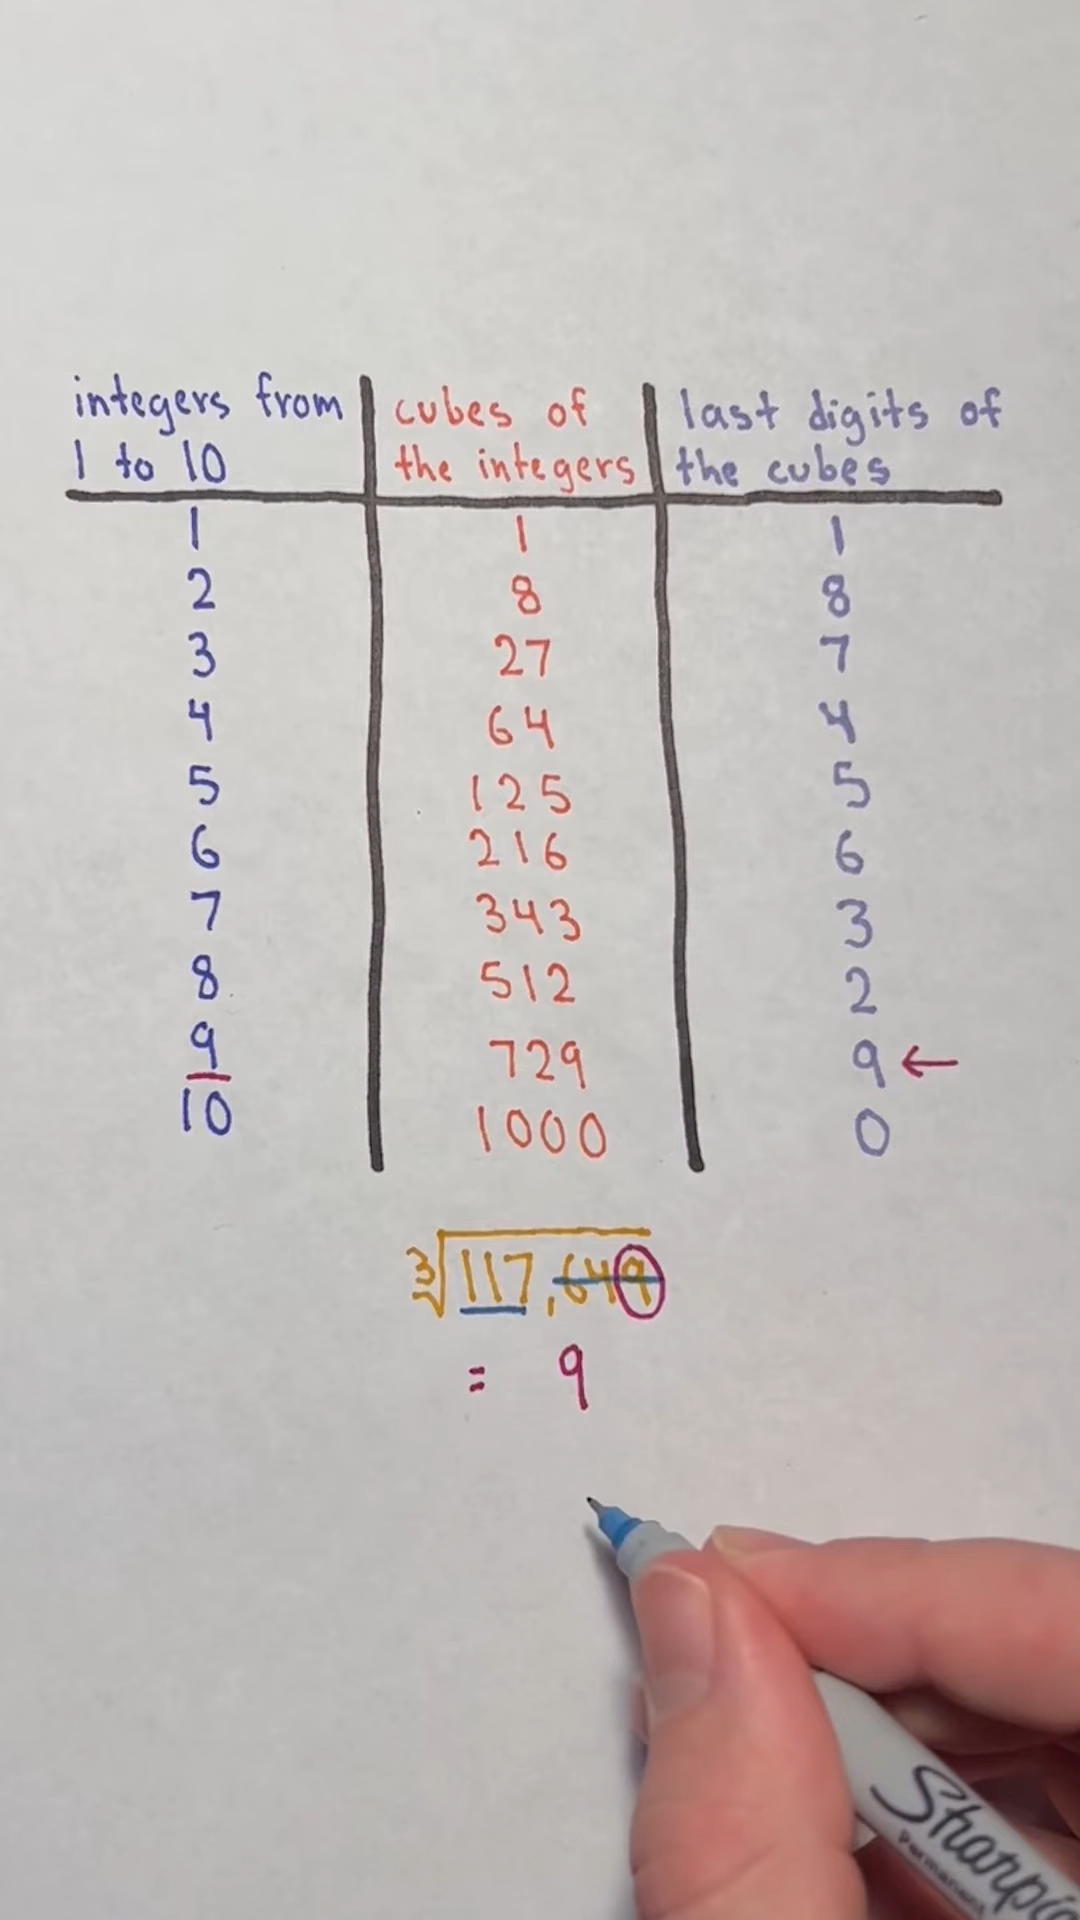 integers from 1 to 10 | cubes of the integers | last digits of the cubes
1 | 1 | 1
2 | 8 | 8
3 | 27 | 7
4 | 64 | 4
5 | 125 | 5
6 | 216 | 6
7 | 343 | 3
8 | 512 | 2
9 | 729 | 9 ←
10 | 1000 | 0
∛117,649
= 9
Sharpie
Permanent